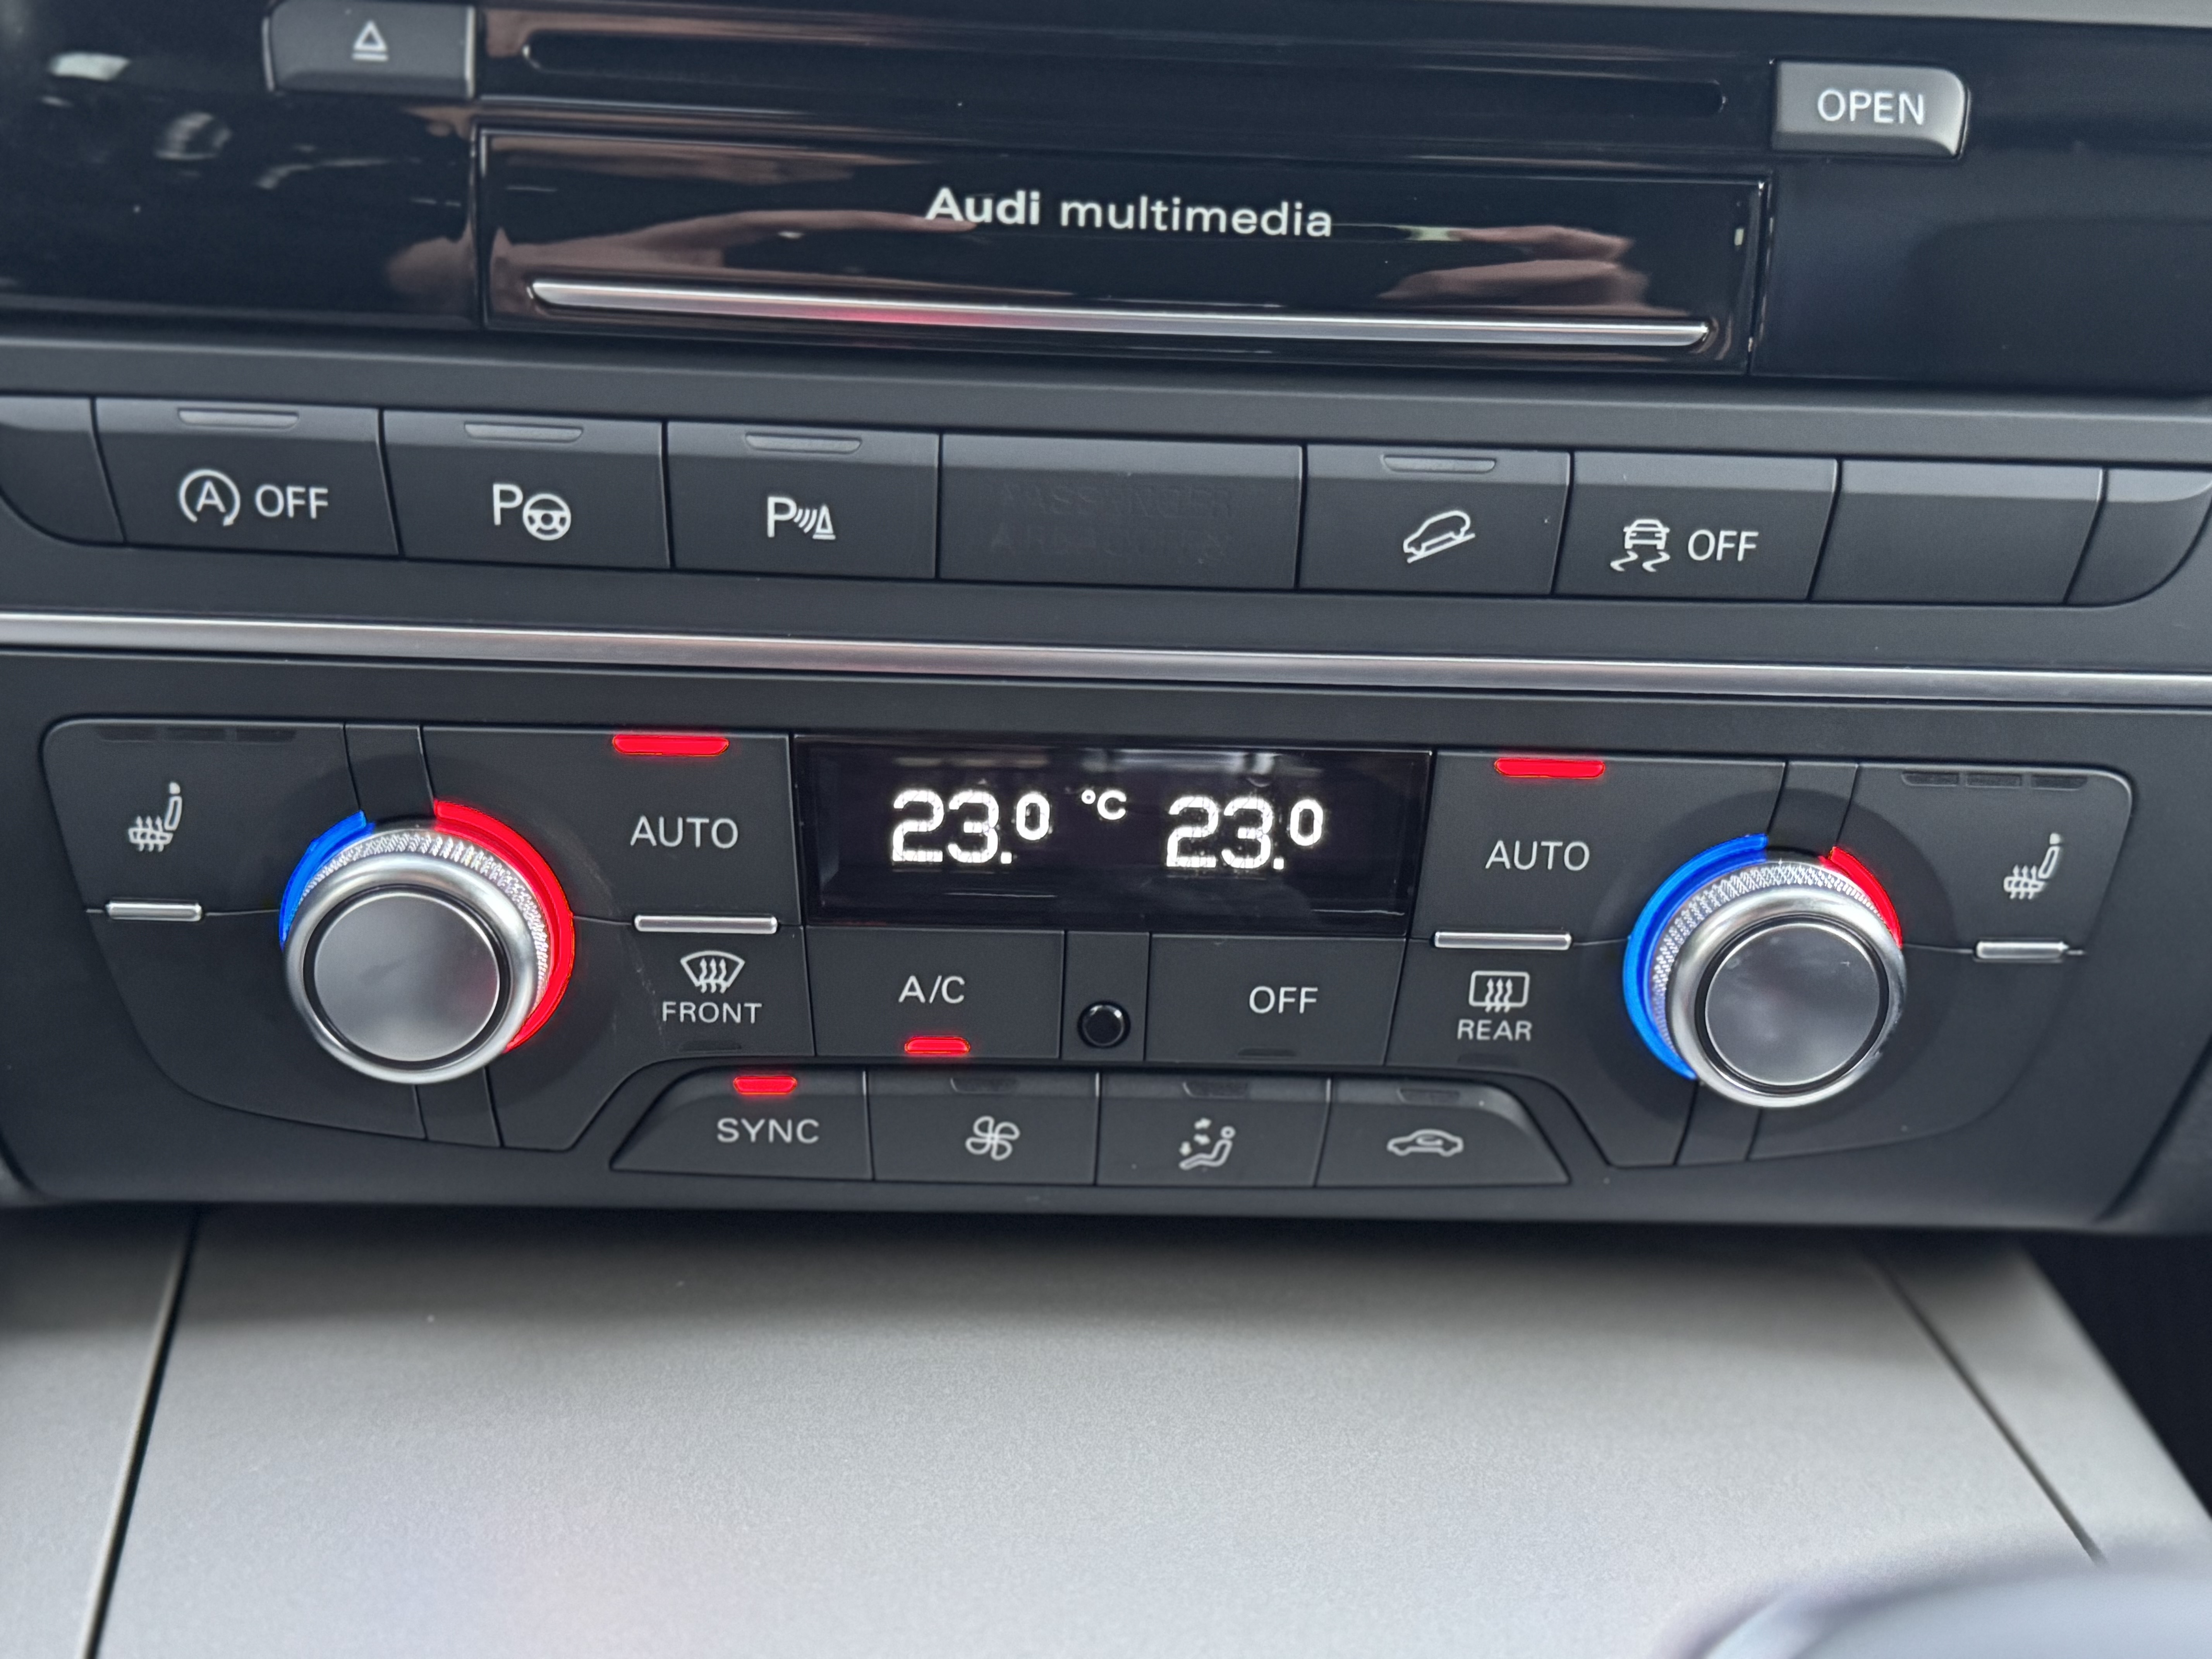 OPEN
Audi multimedia
A OFF
P
P
OFF
AUTO
23.0 °C 23.0
AUTO
FRONT
A/C
OFF
REAR
SYNC